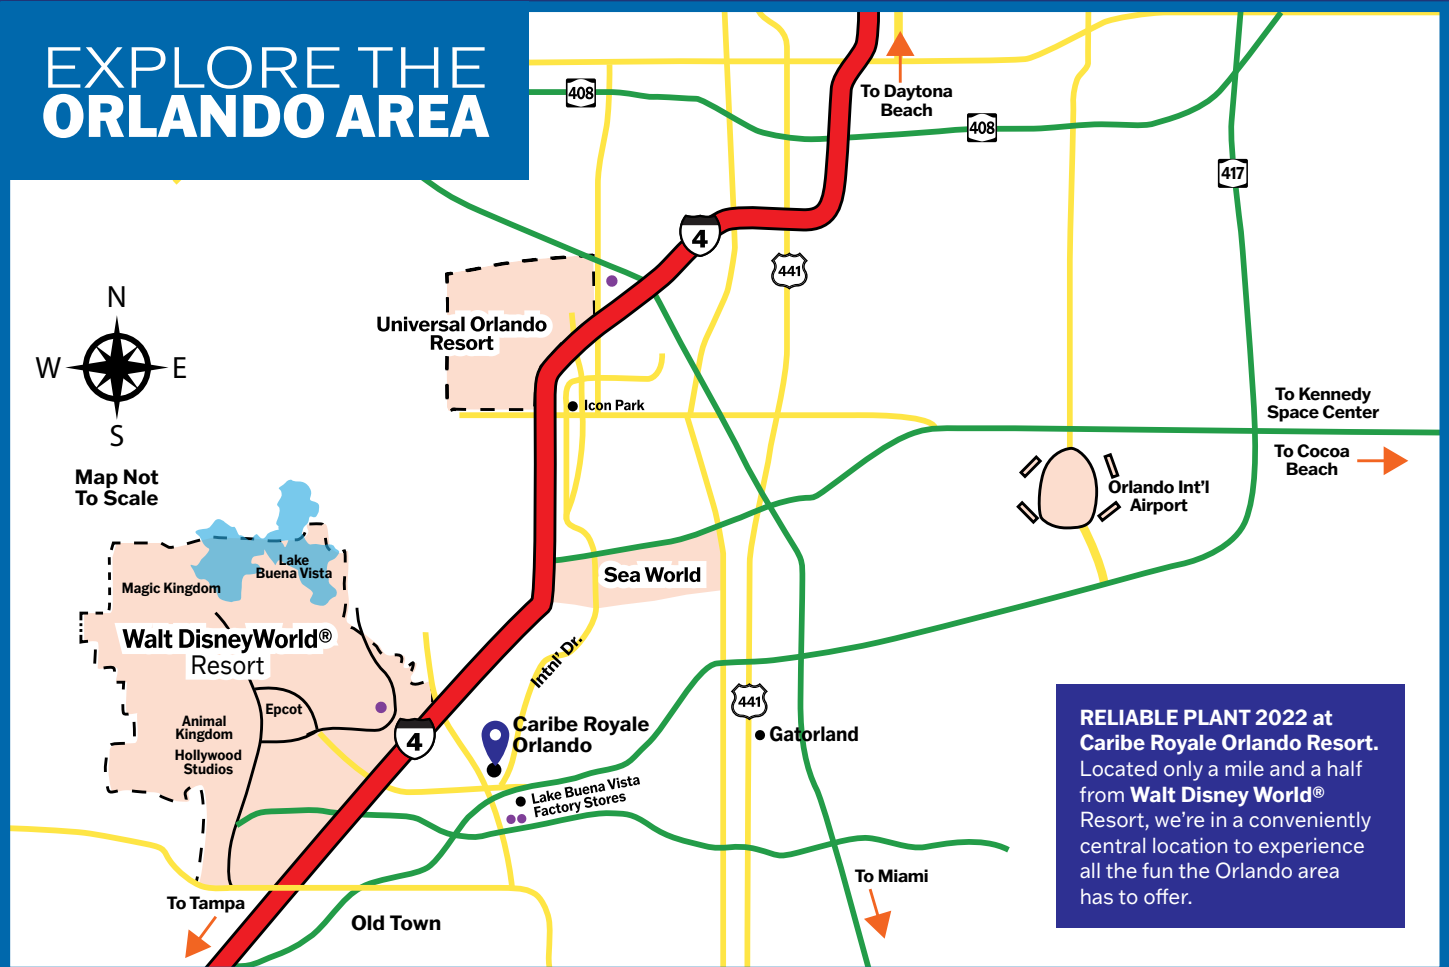 EXPLORE THE
ORLANDO AREA
408
To Daytona
Beach
408
417
4
441
N
W E
S
Map Not
To Scale
Universal Orlando
Resort
Icon Park
To Kennedy
Space Center
To Cocoa
Beach
Orlando Int'l
Airport
Lake
Buena Vista
Magic Kingdom
Sea World
Walt DisneyWorld®
Resort
Intnl' Dr.
Epcot
Animal
Kingdom
Hollywood
Studios
4
Caribe Royale
Orlando
441
Gatorland
Lake Buena Vista
Factory Stores
To Tampa
Old Town
To Miami
RELIABLE PLANT 2022 at
Caribe Royale Orlando Resort.
Located only a mile and a half
from Walt Disney World®
Resort, we're in a conveniently
central location to experience
all the fun the Orlando area
has to offer.